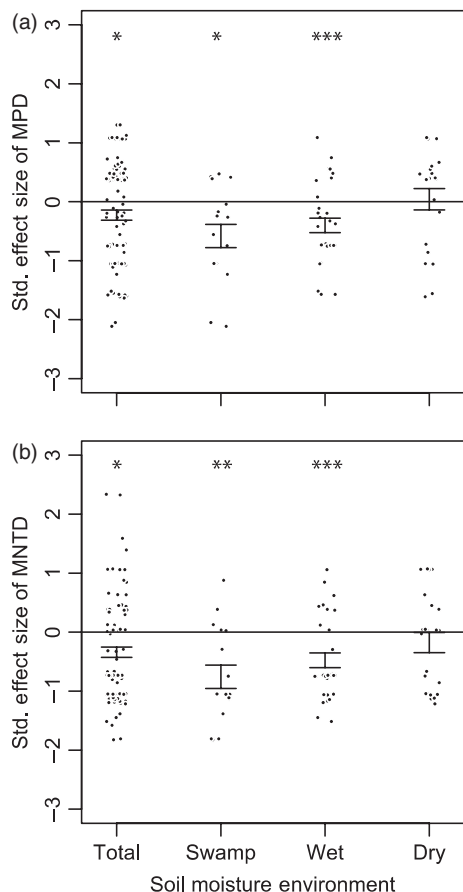 (a)
3
* * ***
2
1
0
−1
−2
−3
Std. effect size of MPD
(b)
3
* ** ***
2
1
0
−1
−2
−3
Std. effect size of MNTD
Total Swamp Wet Dry
Soil moisture environment